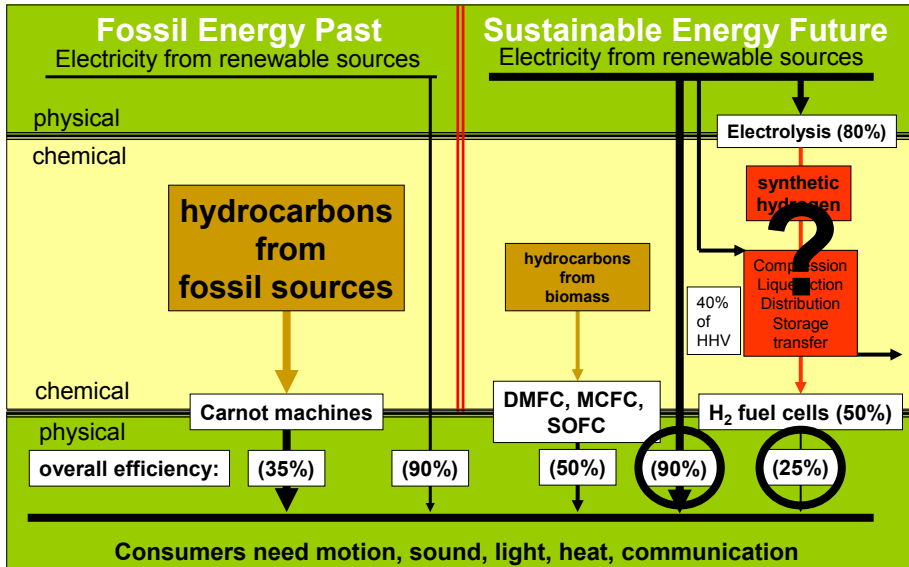 Fossil Energy Past
Electricity from renewable sources
Sustainable Energy Future
Electricity from renewable sources
physical
Electrolysis (80%)
chemical
hydrocarbons
from
fossil sources
hydrocarbons
from
biomass
synthetic
hydrogen
?
Compression
Liquefaction
Distribution
Storage
transfer
40%
of
HHV
chemical
Carnot machines
DMFC, MCFC,
SOFC
H2 fuel cells (50%)
physical
overall efficiency:
(35%)
(90%)
(50%)
(90%)
(25%)
Consumers need motion, sound, light, heat, communication